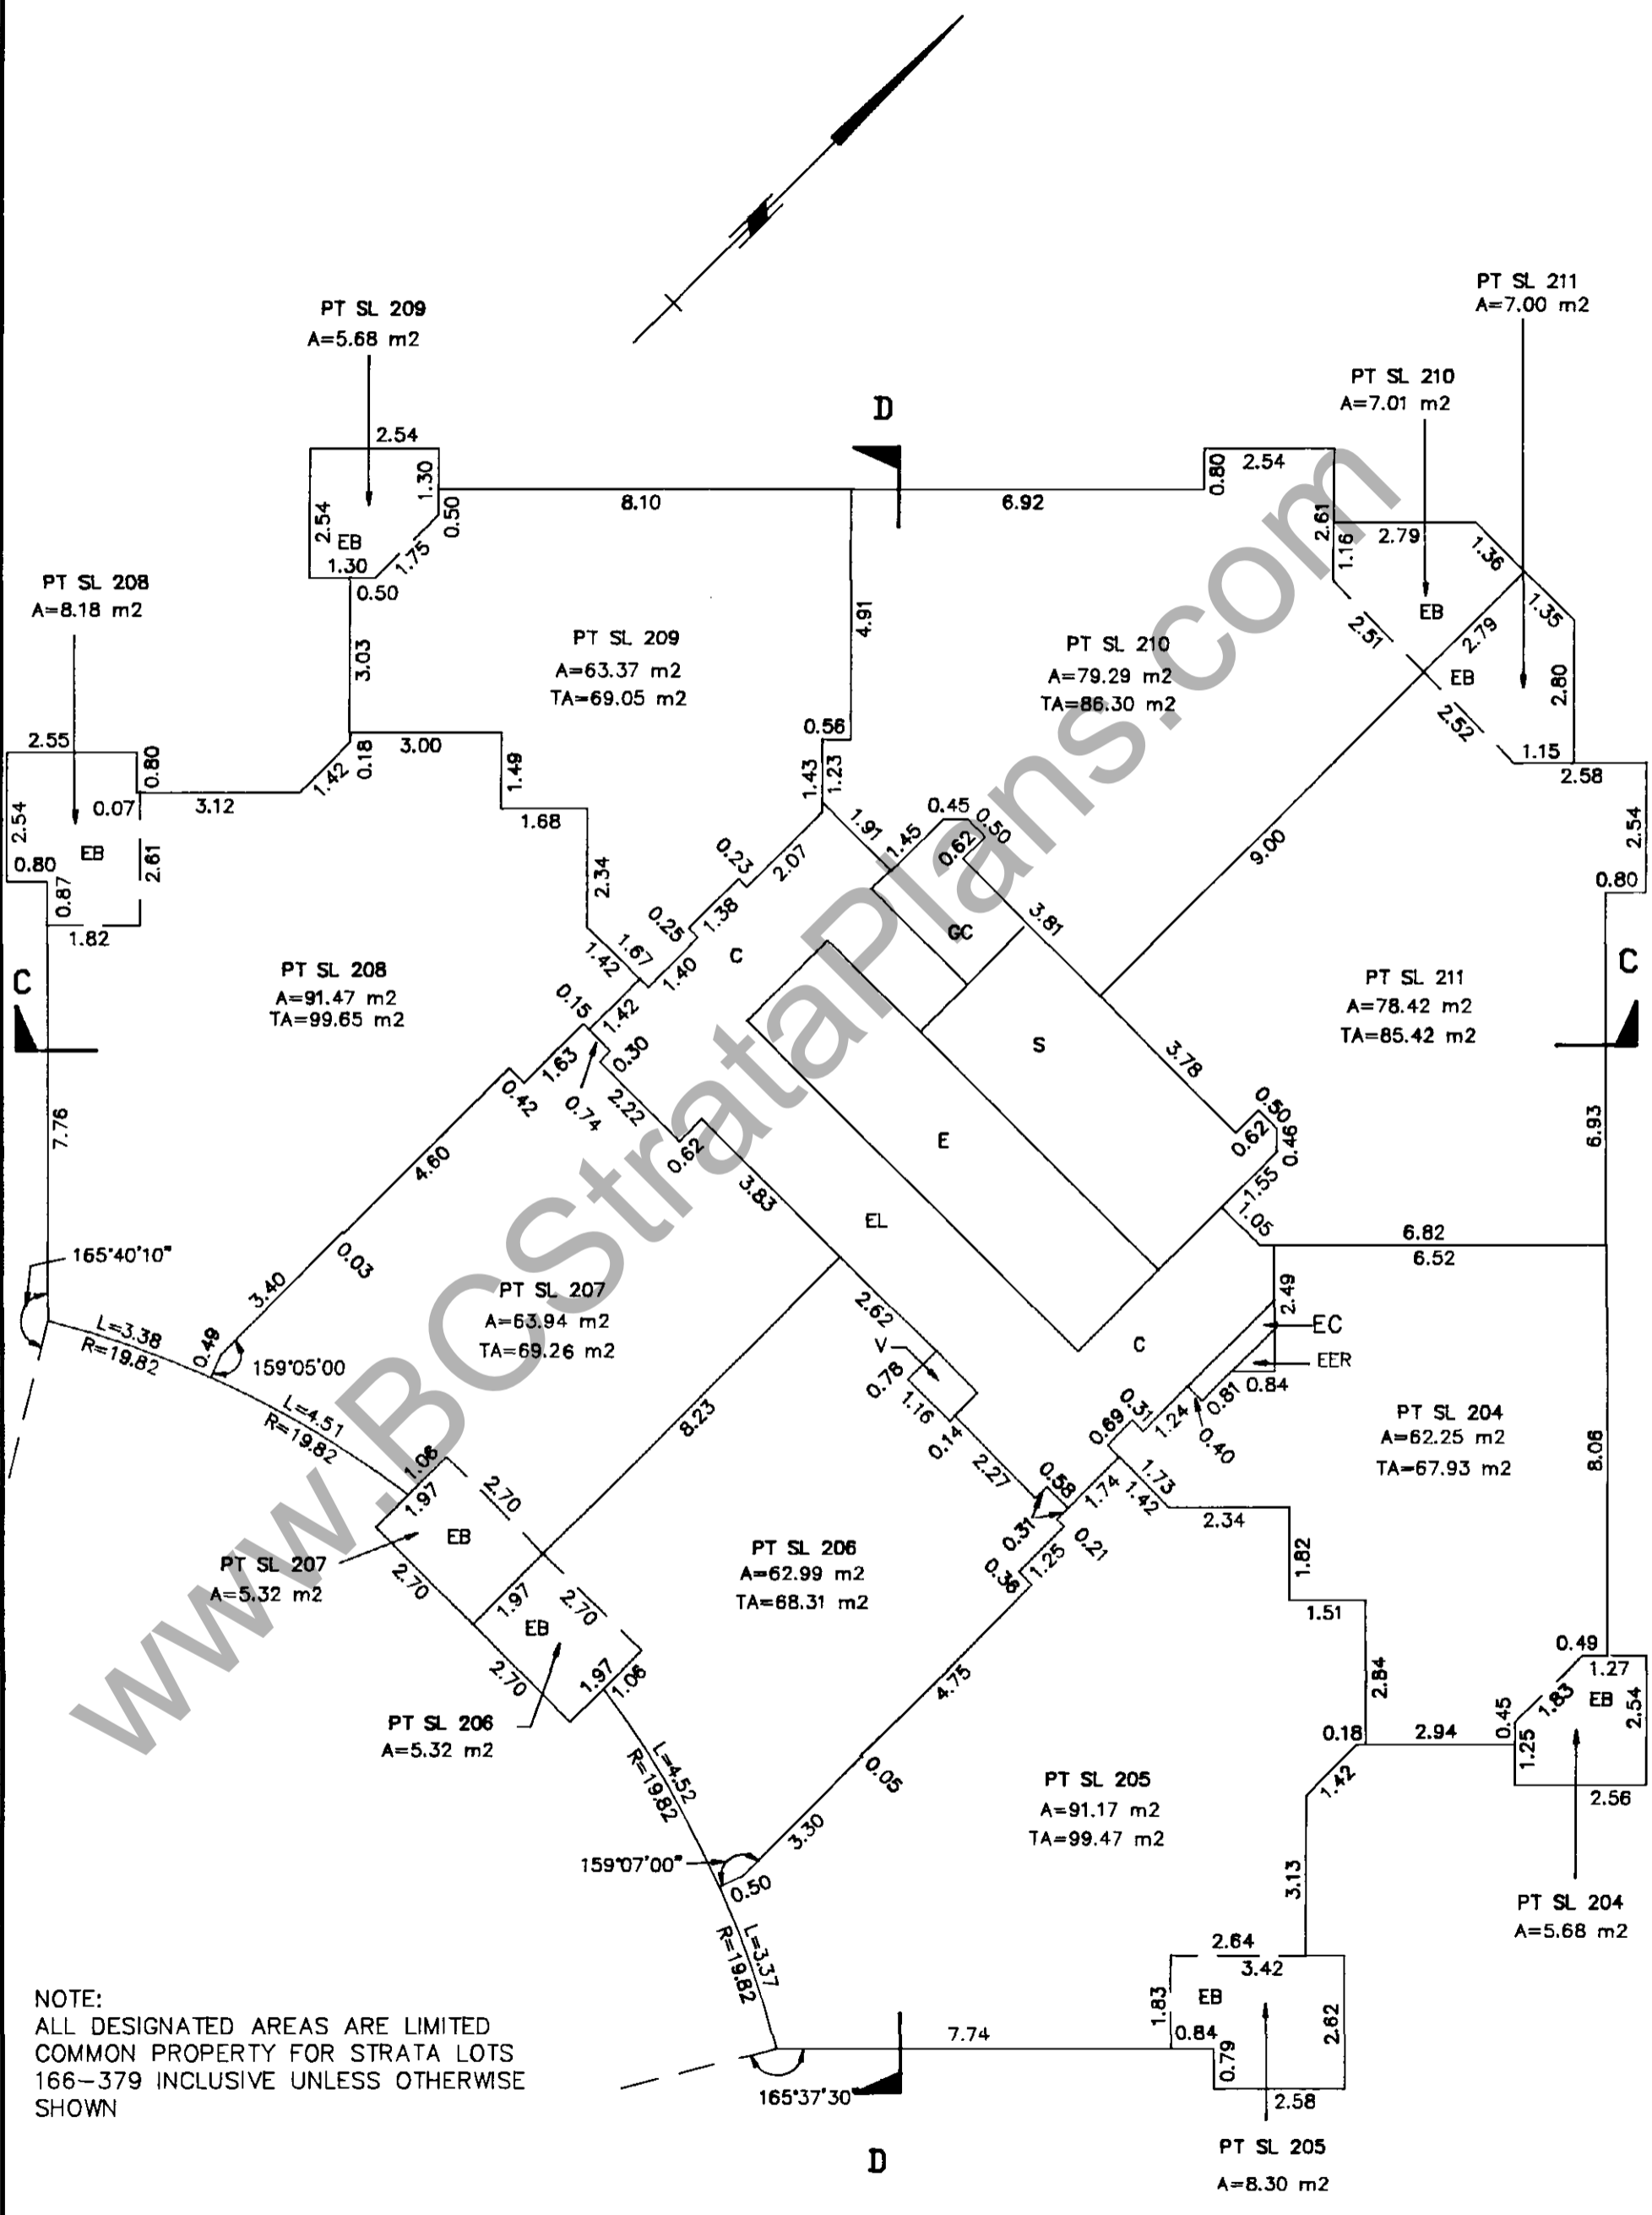 PT SL 211
A=7.00 m2
PT SL 209
A=5.68 m2
PT SL 210
A=7.01 m2
D
2.54
1.30
0.50
8.10
6.92
0.80
2.54
2.54
EB
1.30
1.75
0.50
2.61
1.16
2.79
1.36
1.35
PT SL 208
A=8.18 m2
EB
2.51
2.79
EB
2.80
2.52
1.15
2.58
3.03
PT SL 209
A=63.37 m2
TA=69.05 m2
4.91
PT SL 210
A=79.29 m2
TA=86.30 m2
2.55
0.80
0.07
3.12
1.42
0.18
3.00
1.49
0.56
1.43
1.23
2.54
0.80
EB
0.87
2.61
1.82
1.68
2.34
0.23
2.07
1.91
1.45
0.45
0.50
0.62
9.00
2.54
0.80
0.25
1.38
1.67
1.42
1.40
C
GC
3.81
C
PT SL 208
A=91.47 m2
TA=99.65 m2
C
PT SL 211
A=78.42 m2
TA=85.42 m2
0.15
1.42
1.63
0.30
0.42
0.74
2.22
0.62
S
3.78
0.50
0.62
0.46
7.76
4.60
3.83
E
EL
1.55
1.05
6.93
6.82
6.52
165°40'10"
0.03
3.40
PT SL 207
A=63.94 m2
TA=69.26 m2
2.62
V
2.49
EC
EER
C
L=3.38
R=19.82
0.49
159°05'00
0.78
1.16
0.14
0.84
0.81
0.31
0.69
1.24
0.40
L=4.51
R=19.82
8.23
PT SL 204
A=62.25 m2
TA=67.93 m2
8.06
1.06
1.97
2.70
2.27
0.58
1.74
1.73
1.42
2.34
EB
0.31
0.21
1.25
0.36
1.82
PT SL 207
A=5.32 m2
2.70
1.97
2.70
PT SL 206
A=62.99 m2
TA=68.31 m2
1.51
EB
2.70
1.97
1.06
4.75
2.84
0.49
1.27
1.83
EB
2.54
0.45
PT SL 206
A=5.32 m2
0.18
2.94
1.25
2.56
L=4.52
R=19.82
0.05
PT SL 205
A=91.17 m2
TA=99.47 m2
1.42
3.30
159°07'00"
0.50
3.13
PT SL 204
A=5.68 m2
L=3.37
R=19.82
2.64
3.42
EB
1.83
2.62
7.74
0.84
0.79
2.58
165°37'30"
NOTE:
ALL DESIGNATED AREAS ARE LIMITED
COMMON PROPERTY FOR STRATA LOTS
166-379 INCLUSIVE UNLESS OTHERWISE
SHOWN
D
PT SL 205
A=8.30 m2
www.BCStrataPlans.com